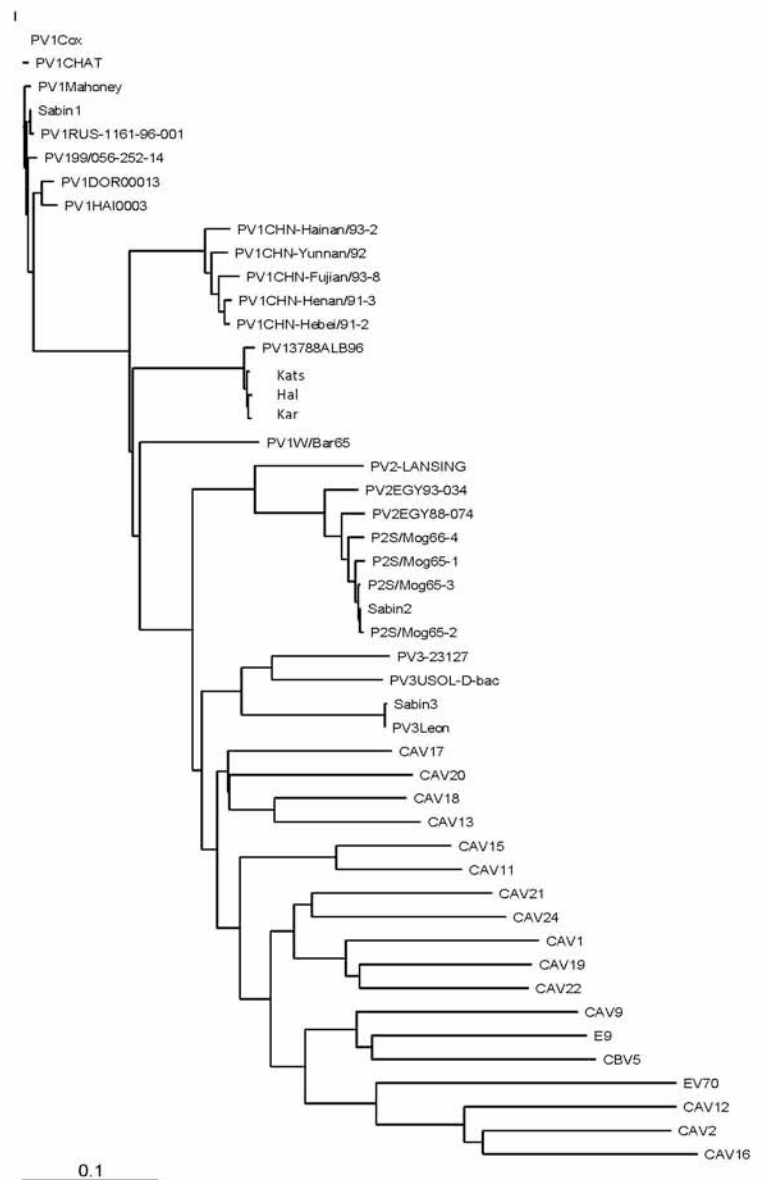 PV1Cox
PV1CHAT
PV1Mahoney
Sabin1
PV1RUS-1161-96-001
PV199/056-252-14
PV1DOR00013
PV1HAI0003
PV1CHN-Hainan/93-2
PV1CHN-Yunnan/92
PV1CHN-Fujian/93-8
PV1CHN-Henan/91-3
PV1CHN-Hebei/91-2
PV13788ALB96
Kats
Hal
Kar
PV1W/Bar65
PV2-LANSING
PV2EGY93-034
PV2EGY88-074
P2S/Mog66-4
P2S/Mog65-1
P2S/Mog65-3
Sabin2
P2S/Mog65-2
PV3-23127
PV3USOL-D-bac
Sabin3
PV3Leon
CAV17
CAV20
CAV18
CAV13
CAV15
CAV11
CAV21
CAV24
CAV1
CAV19
CAV22
CAV9
E9
CBV5
EV70
CAV12
CAV2
CAV16
0.1